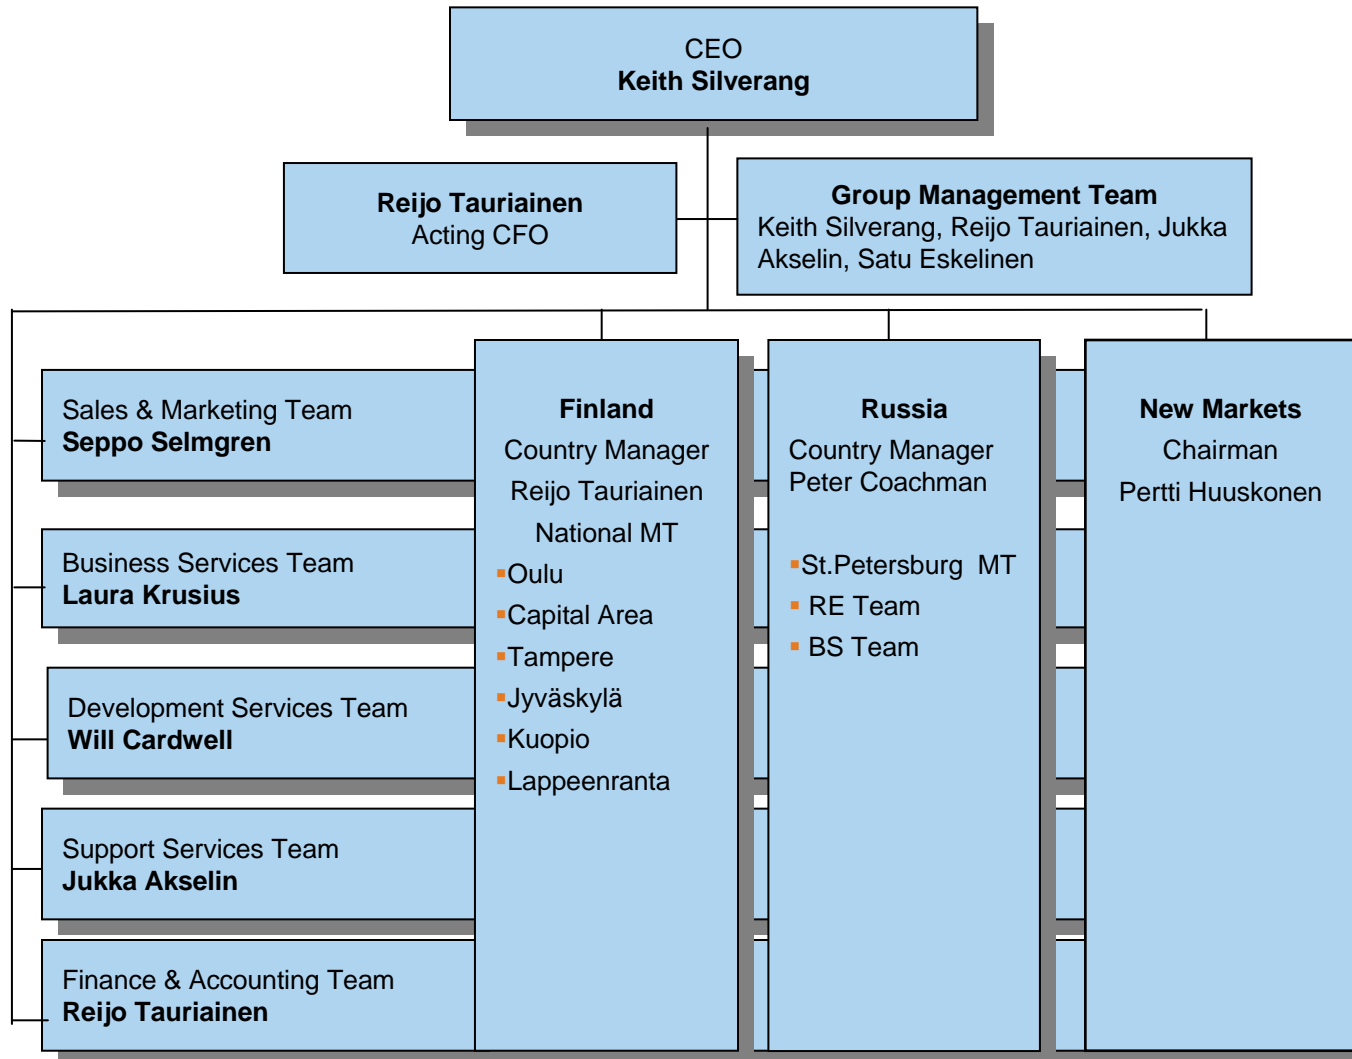 CEO
Keith Silverang
Reijo Tauriainen
Acting CFO
Group Management Team
Keith Silverang, Reijo Tauriainen, Jukka
Akselin, Satu Eskelinen
Sales & Marketing Team
Seppo Selmgren
Business Services Team
Laura Krusius
Development Services Team
Will Cardwell
Support Services Team
Jukka Akselin
Finance & Accounting Team
Reijo Tauriainen
Finland
Country Manager
Reijo Tauriainen
National MT
▪Oulu
▪Capital Area
▪Tampere
▪Jyväskylä
▪Kuopio
▪Lappeenranta
Russia
Country Manager
Peter Coachman
▪St.Petersburg MT
▪ RE Team
▪ BS Team
New Markets
Chairman
Pertti Huuskonen